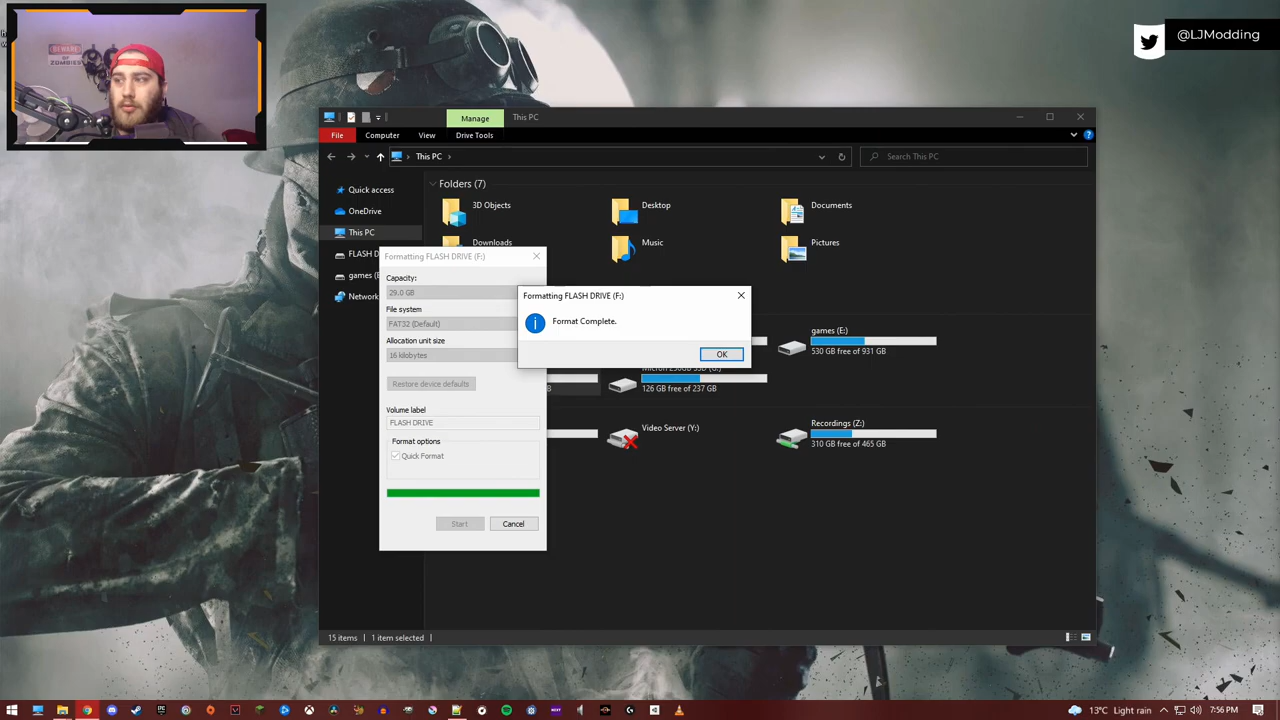 @LJModding
BEWARE
OF
ZOMBIES
Manage
This PC
File
Computer
View
Drive Tools
This PC
Search This PC
Quick access
OneDrive
This PC
FLASH D
games (E
Network
Folders (7)
3D Objects
Desktop
Documents
Downloads
Music
Pictures
Formatting FLASH DRIVE (F:)
Capacity:
29.0 GB
File system
FAT32 (Default)
Allocation unit size
16 kilobytes
Restore device defaults
Volume label
FLASH DRIVE
Format options
Quick Format
Start
Cancel
Formatting FLASH DRIVE (F:)
Format Complete.
OK
games (E:)
530 GB free of 931 GB
126 GB free of 237 GB
Video Server (Y:)
Recordings (Z:)
310 GB free of 465 GB
15 items
1 item selected
13°C Light rain
7:56 PM